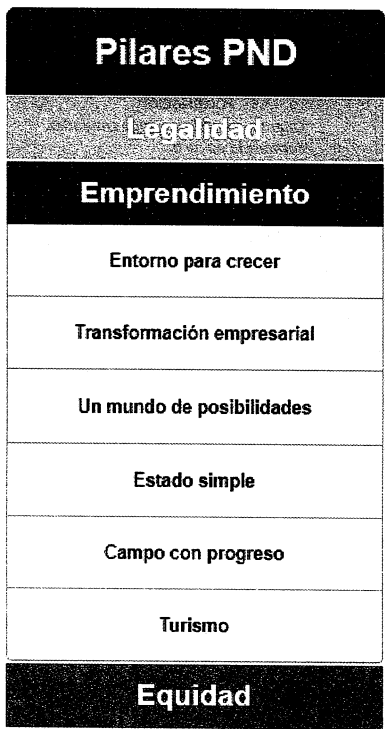 Pilares PND
Legalidad
Emprendimiento
Entorno para crecer
Transformación empresarial
Un mundo de posibilidades
Estado simple
Campo con progreso
Turismo
Equidad